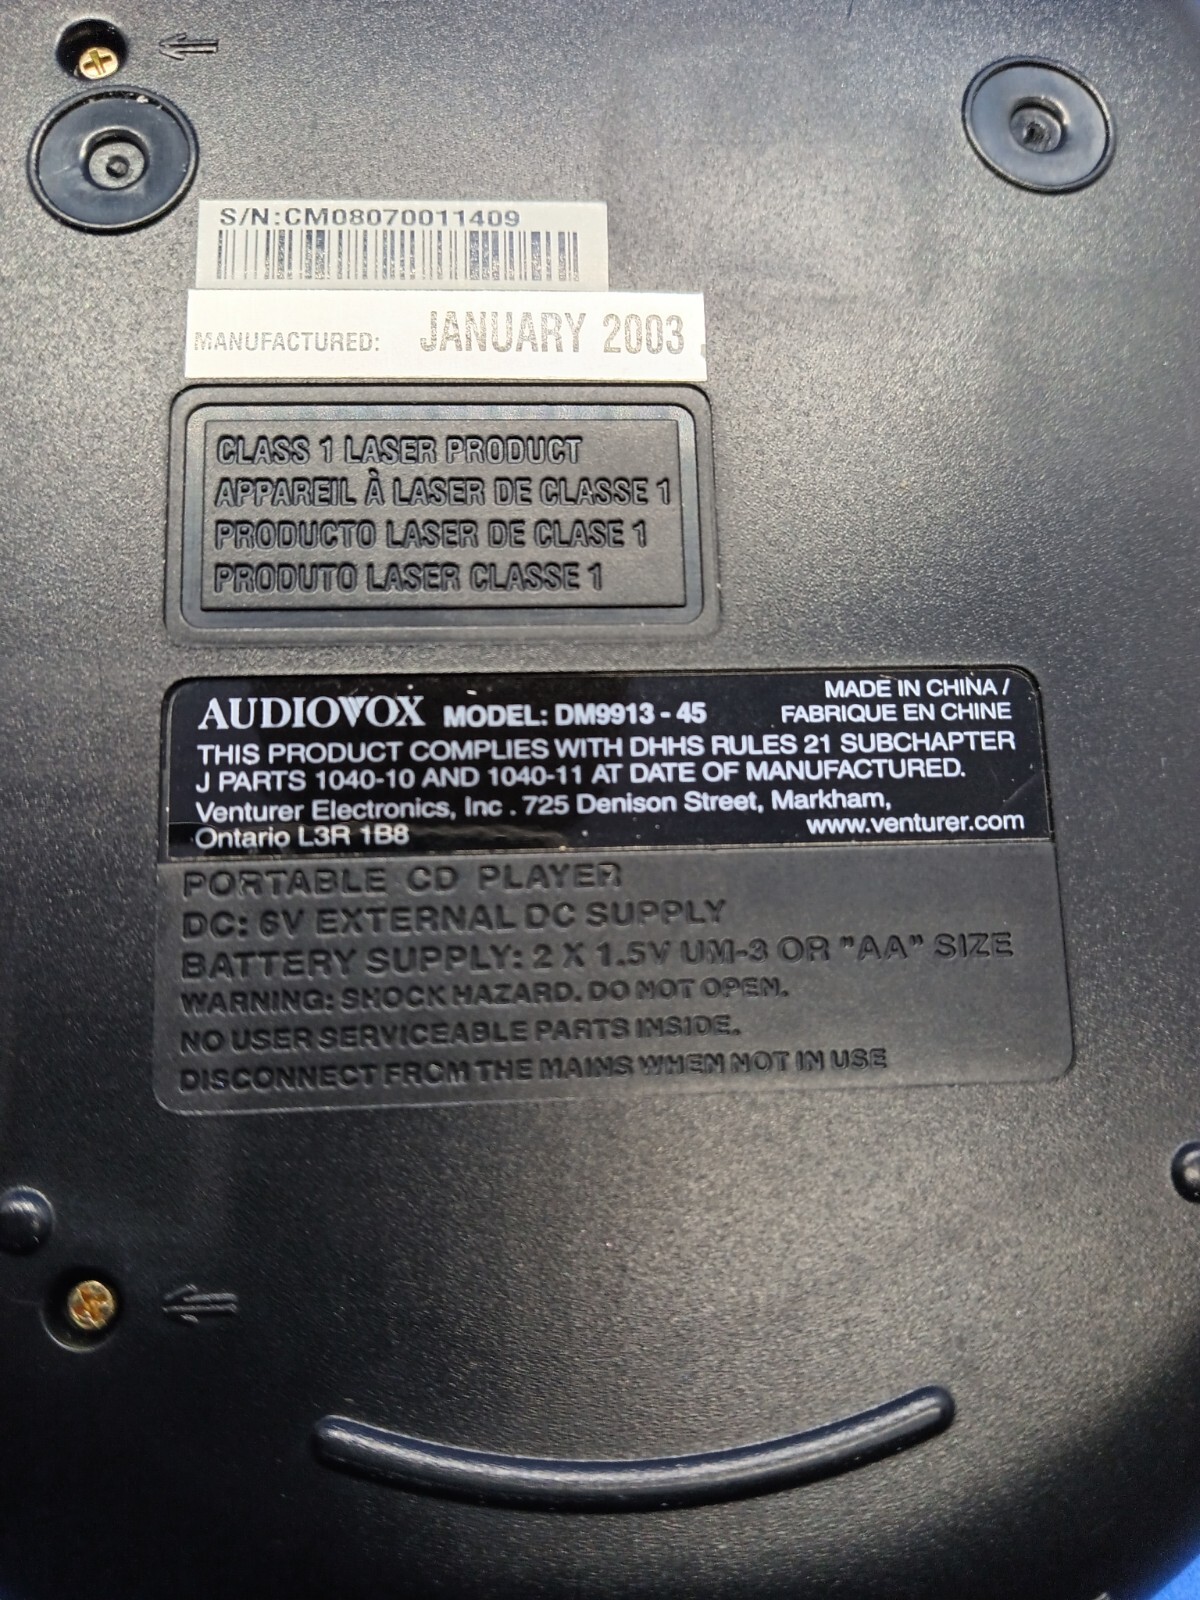 S/N:CM08070011409
MANUFACTURED: JANUARY 2003
CLASS 1 LASER PRODUCT
APPAREIL À LASER DE CLASSE 1
PRODUCTO LASER DE CLASE 1
PRODUTO LASER CLASSE 1
AUDIOVOX MODEL: DM9913 - 45
MADE IN CHINA /
FABRIQUE EN CHINE
THIS PRODUCT COMPLIES WITH DHHS RULES 21 SUBCHAPTER
J PARTS 1040-10 AND 1040-11 AT DATE OF MANUFACTURED.
Venturer Electronics, Inc . 725 Denison Street, Markham,
Ontario L3R 1B8
www.venturer.com
PORTABLE CD PLAYER
DC: 6V EXTERNAL DC SUPPLY
BATTERY SUPPLY: 2 X 1.5V UM-3 OR "AA" SIZE
WARNING: SHOCK HAZARD. DO NOT OPEN.
NO USER SERVICEABLE PARTS INSIDE.
DISCONNECT FROM THE MAINS WHEN NOT IN USE